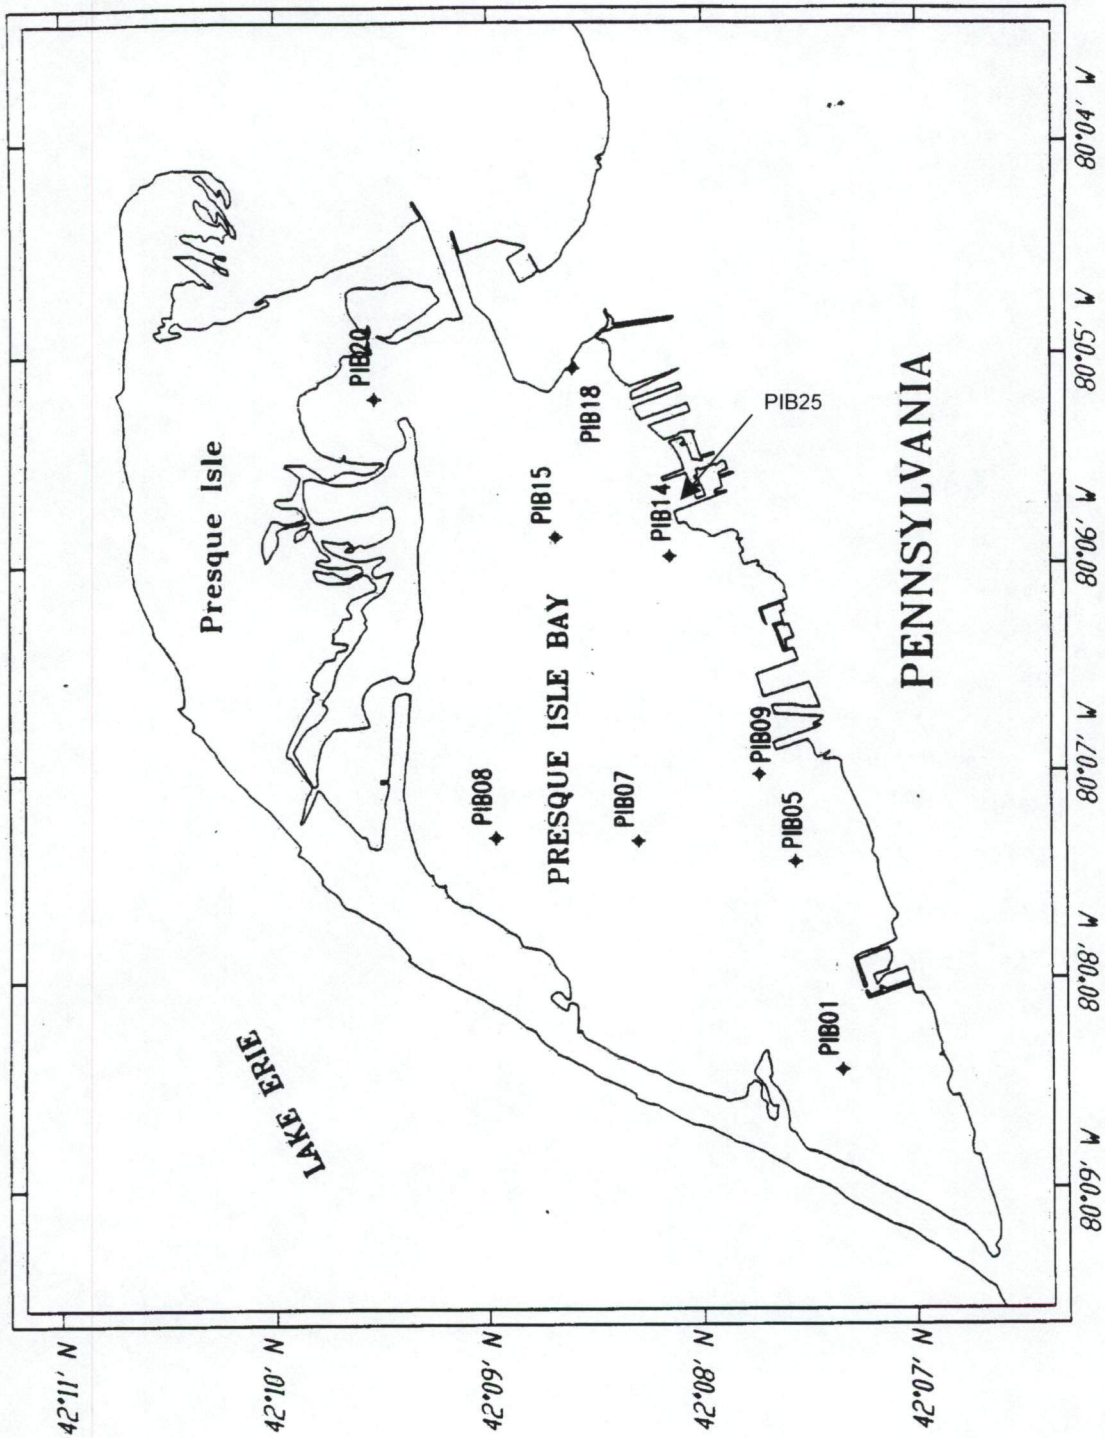 42°11' N
42°10' N
42°09' N
42°08' N
42°07' N
LAKE ERIE
Presque Isle
PIB20
PIB08
PIB15
PRESQUE ISLE BAY
PIB18
PIB07
PIB14
PIB25
PIB09
PIB05
PIB01
PENNSYLVANIA
80°09' W
80°08' W
80°07' W
80°06' W
80°05' W
80°04' W